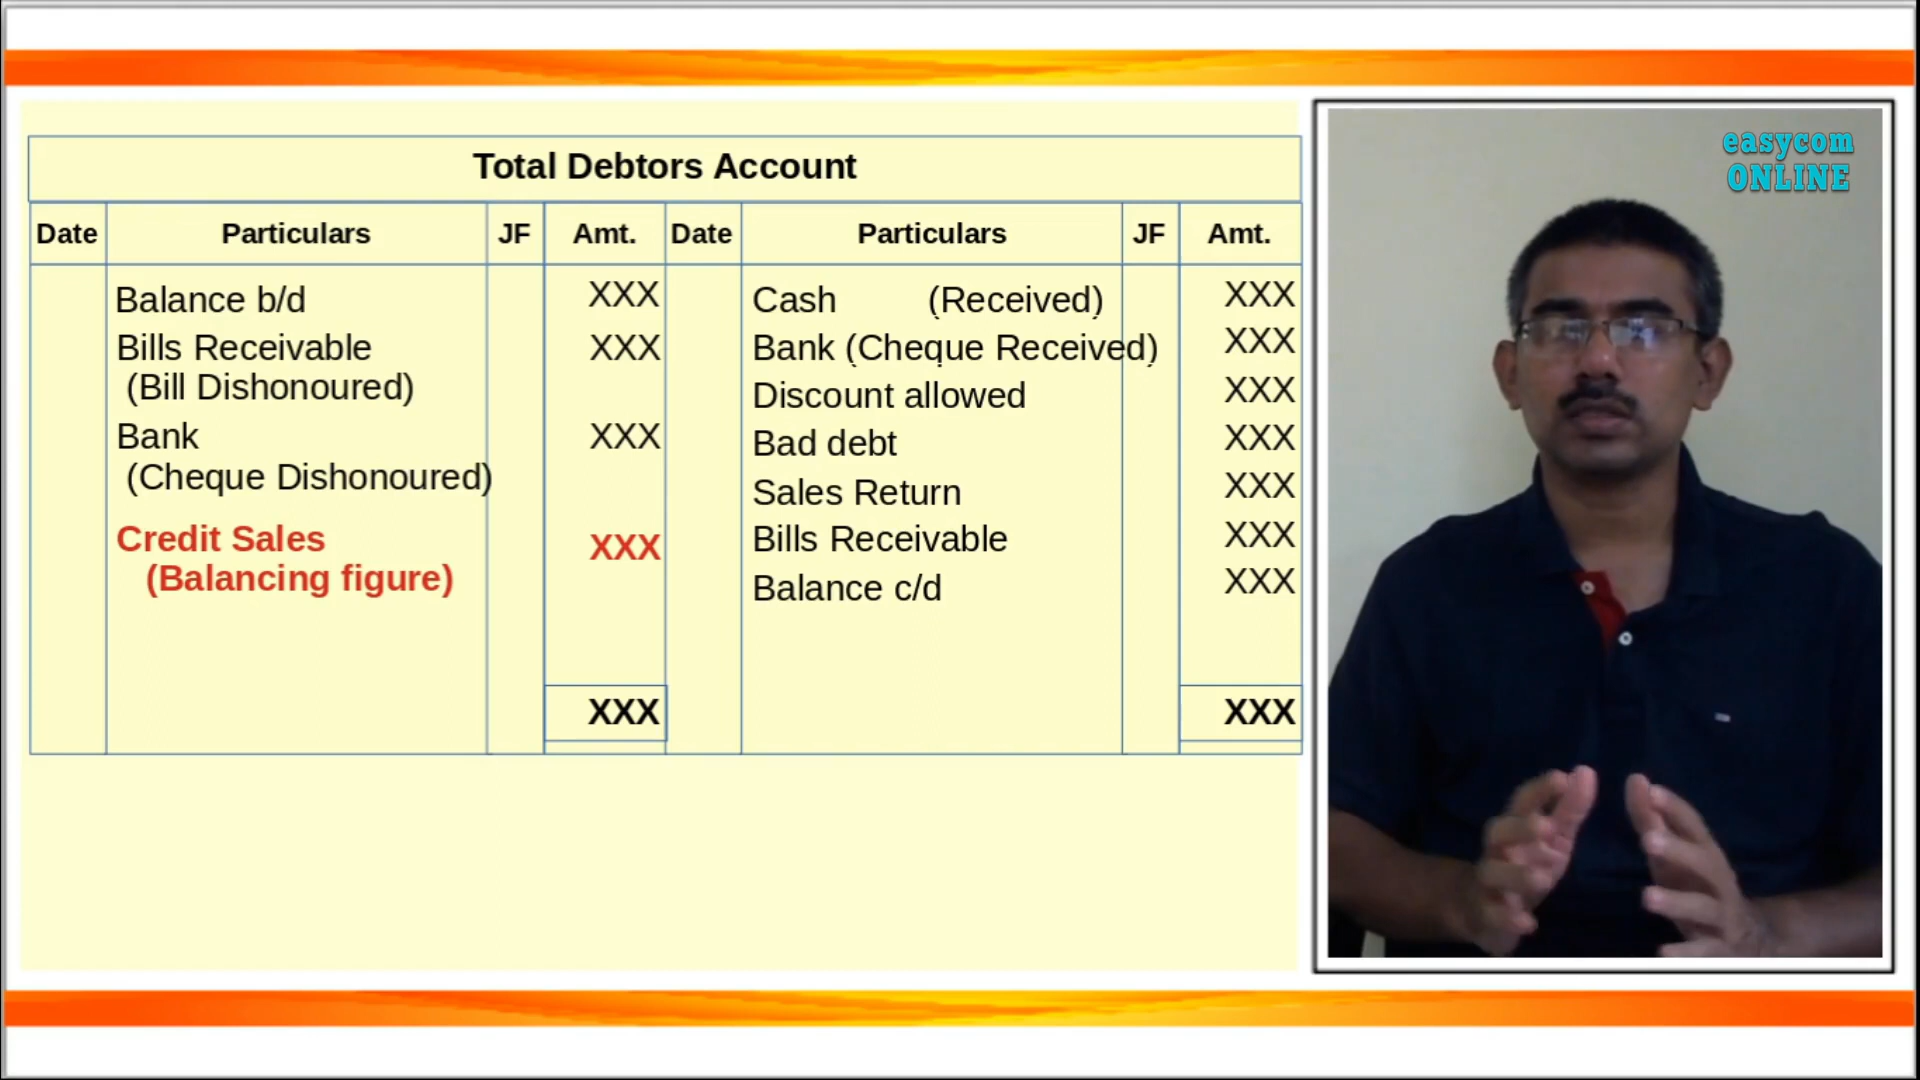 easycom
ONLINE
Total Debtors Account
Date Particulars JF Amt. Date Particulars JF Amt.
Balance b/d XXX Cash (Received) XXX
Bills Receivable XXX Bank (Cheque Received) XXX
(Bill Dishonoured) Discount allowed XXX
Bank XXX Bad debt XXX
(Cheque Dishonoured) Sales Return XXX
Credit Sales XXX Bills Receivable XXX
(Balancing figure) Balance c/d XXX
XXX XXX